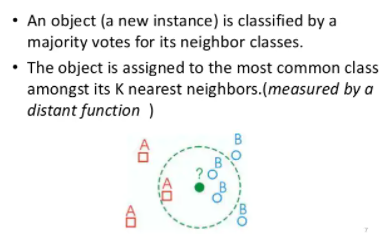 • An object (a new instance) is classified by a
majority votes for its neighbor classes.
• The object is assigned to the most common class
amongst its K nearest neighbors.(measured by a
distant function )
A
B
B
?
A
B
A
B
7